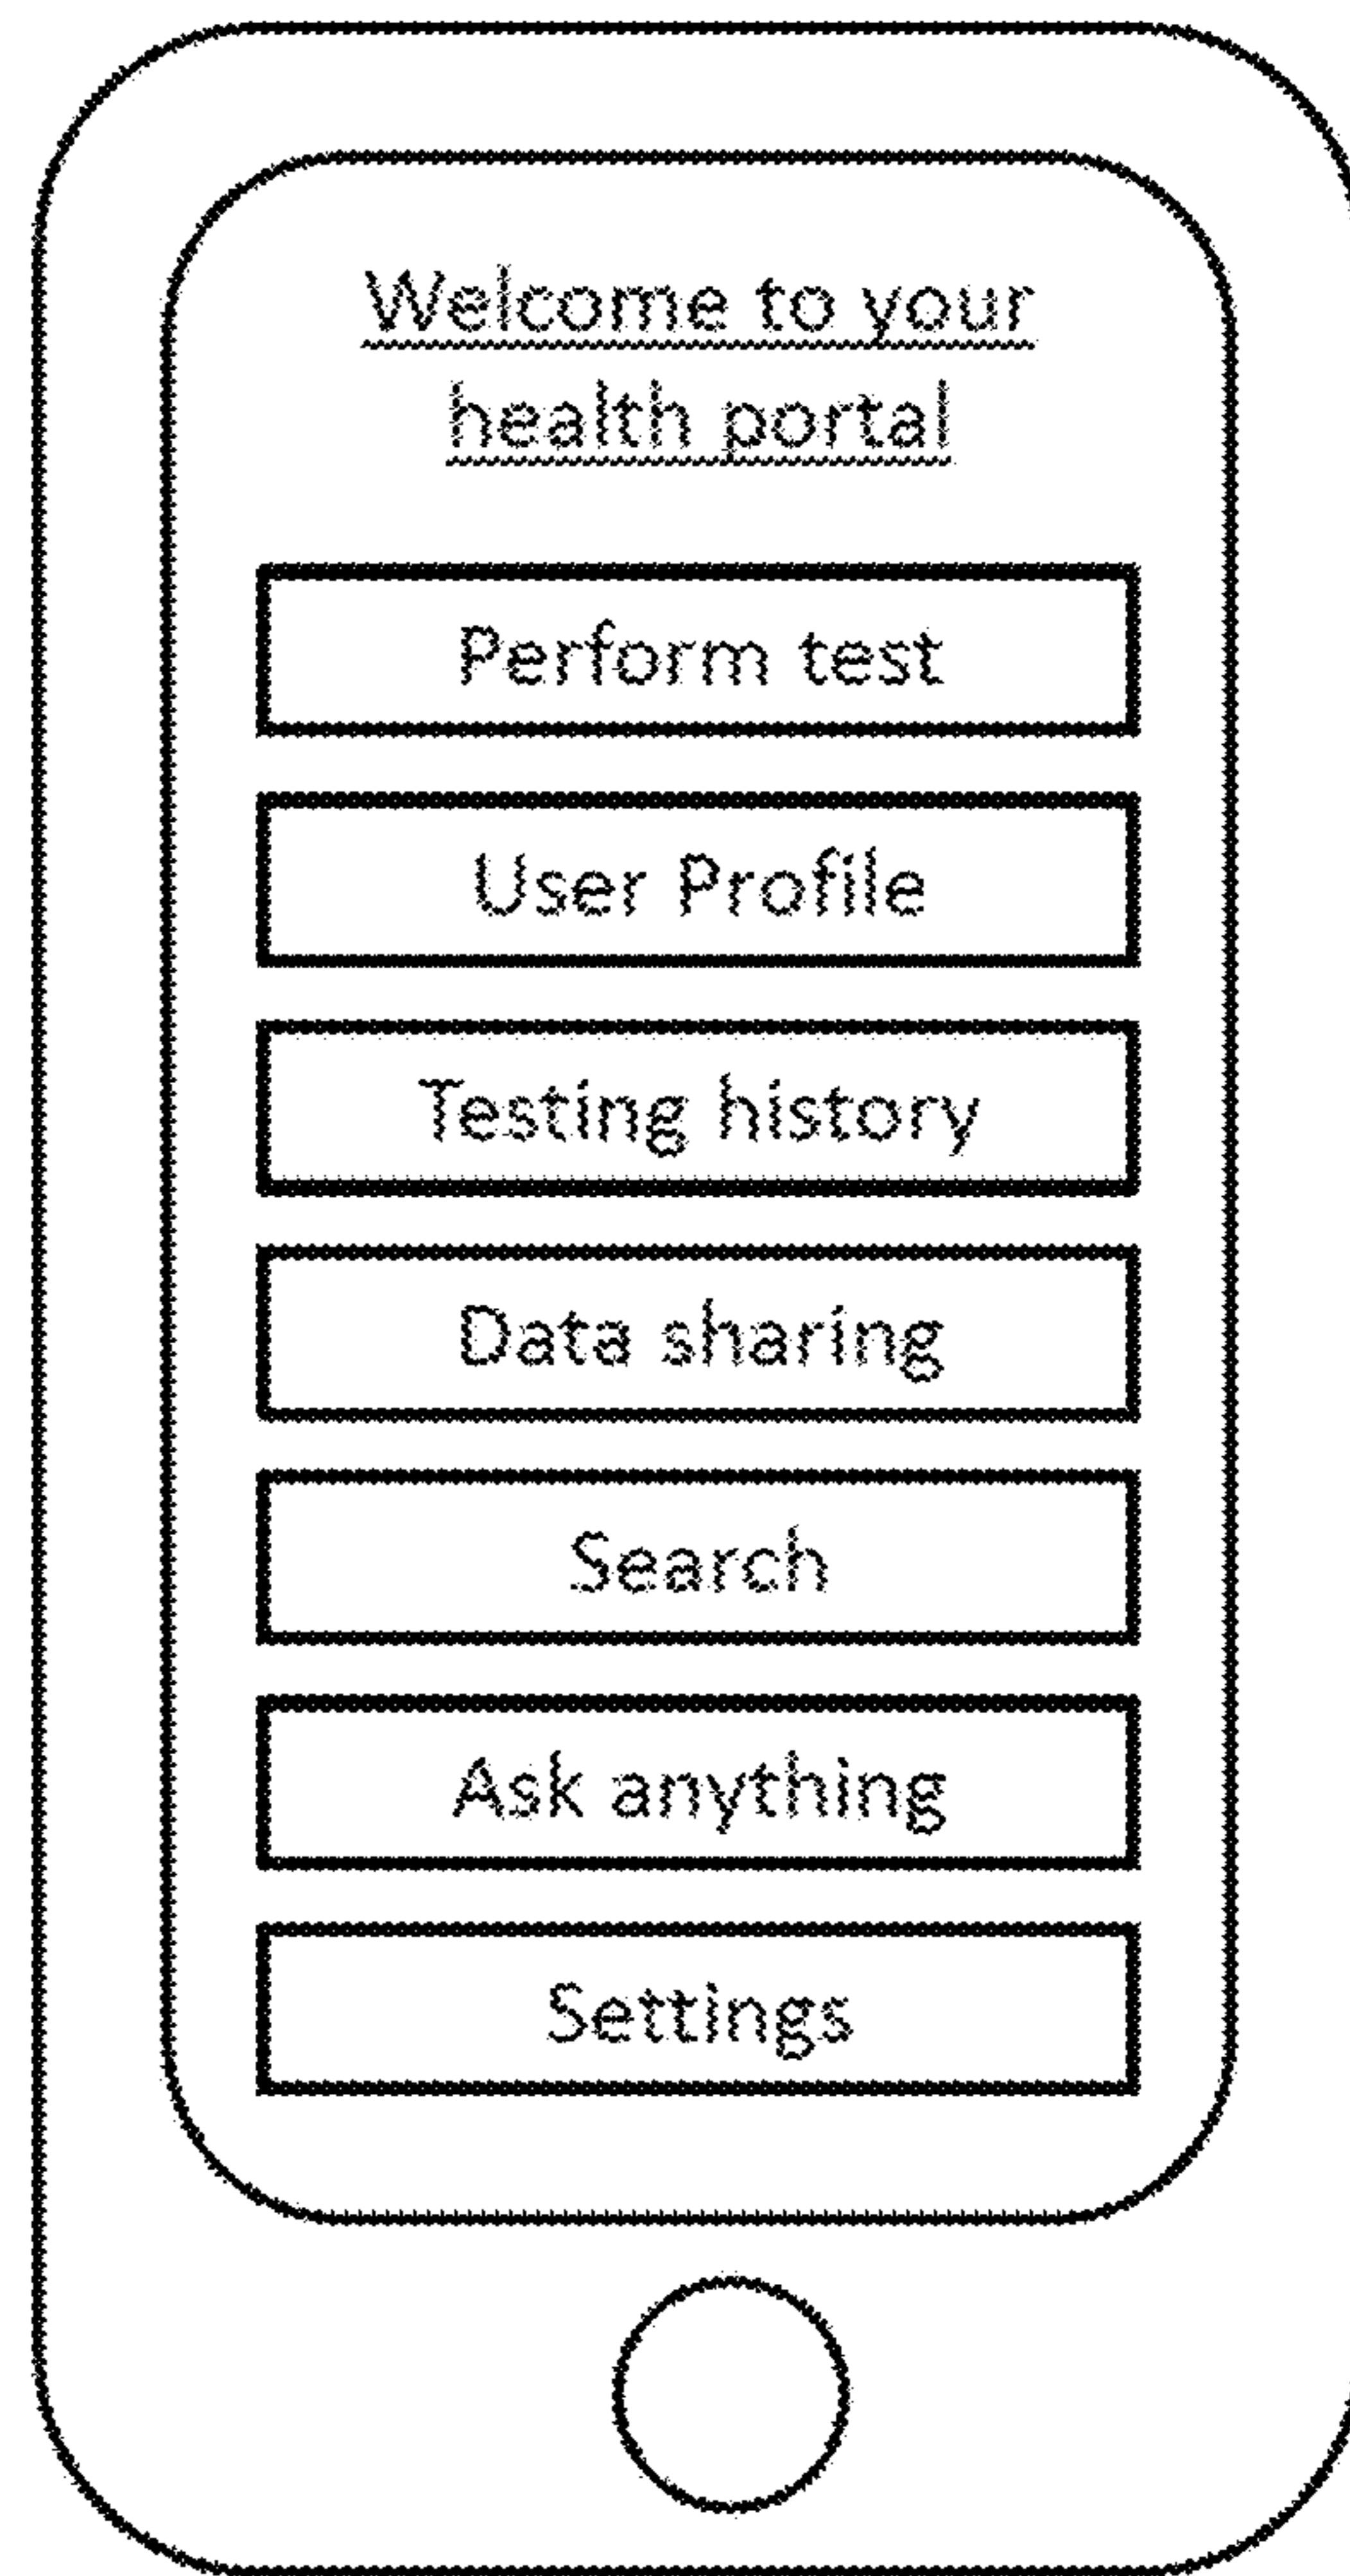 Welcome to your
health portal
Perform test
User Profile
Testing history
Data sharing
Search
Ask anything
Settings